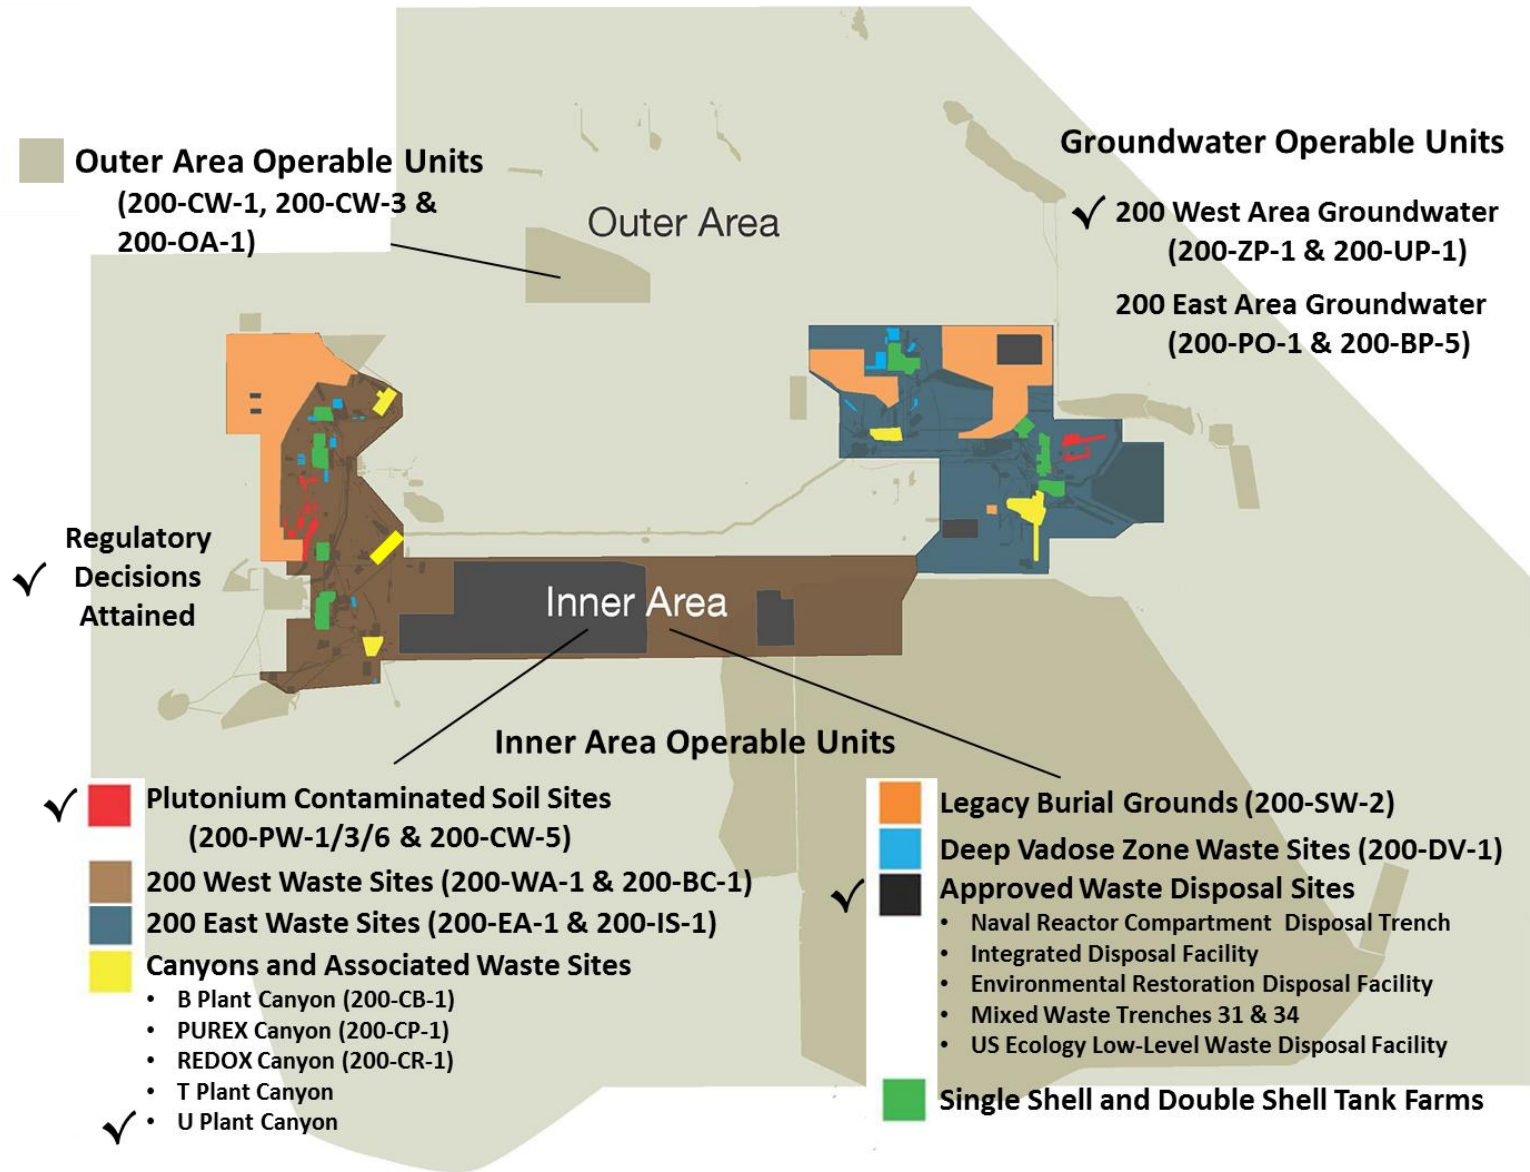 Outer Area Operable Units
(200-CW-1, 200-CW-3 &
200-OA-1)
Outer Area
Groundwater Operable Units
✓ 200 West Area Groundwater
(200-ZP-1 & 200-UP-1)
200 East Area Groundwater
(200-PO-1 & 200-BP-5)
Regulatory
✓ Decisions
Attained
Inner Area
Inner Area Operable Units
✓ Plutonium Contaminated Soil Sites
(200-PW-1/3/6 & 200-CW-5)
200 West Waste Sites (200-WA-1 & 200-BC-1)
200 East Waste Sites (200-EA-1 & 200-IS-1)
Canyons and Associated Waste Sites
• B Plant Canyon (200-CB-1)
• PUREX Canyon (200-CP-1)
• REDOX Canyon (200-CR-1)
• T Plant Canyon
✓ • U Plant Canyon
Legacy Burial Grounds (200-SW-2)
Deep Vadose Zone Waste Sites (200-DV-1)
✓ Approved Waste Disposal Sites
• Naval Reactor Compartment Disposal Trench
• Integrated Disposal Facility
• Environmental Restoration Disposal Facility
• Mixed Waste Trenches 31 & 34
• US Ecology Low-Level Waste Disposal Facility
Single Shell and Double Shell Tank Farms